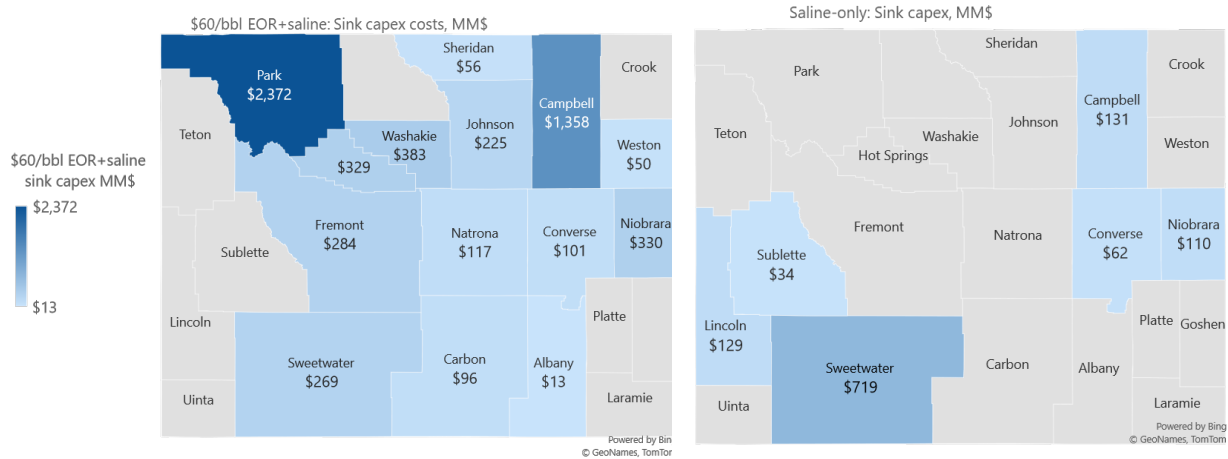 $60/bbl EOR+saline: Sink capex costs, MM$
Sheridan
$56
Crook
Park
$2,372
Campbell
$1,358
Teton
Johnson
$225
Washakie
$383
Weston
$50
$329
$60/bbl EOR+saline
sink capex MM$
$2,372
$13
Fremont
$284
Natrona
$117
Converse
$101
Niobrara
$330
Sublette
Lincoln
Platte
Sweetwater
$269
Carbon
$96
Albany
$13
Uinta
Laramie
Powered by Bing
© GeoNames, TomTom
Saline-only: Sink capex, MM$
Sheridan
Crook
Park
Campbell
$131
Teton
Johnson
Washakie
Weston
Hot Springs
Fremont
Natrona
Converse
$62
Niobrara
$110
Sublette
$34
Lincoln
$129
Platte
Goshen
Sweetwater
$719
Carbon
Albany
Uinta
Laramie
Powered by Bing
© GeoNames, TomTom